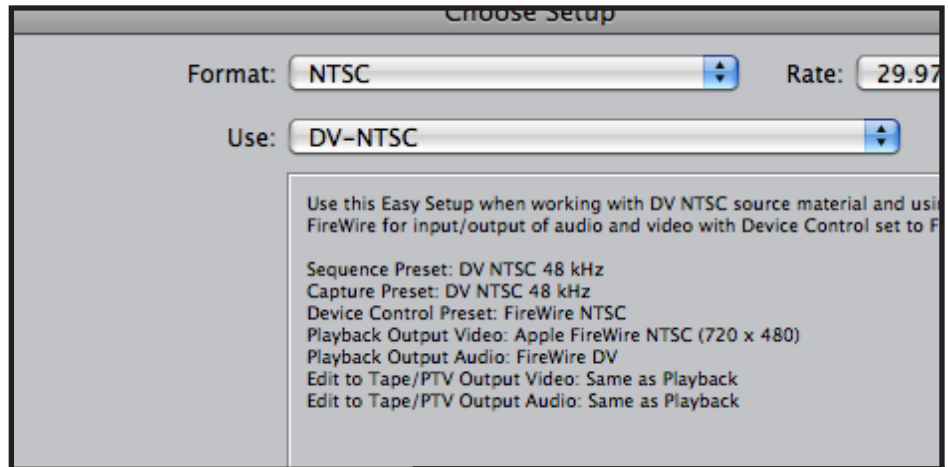 Choose Setup
Format: NTSC Rate: 29.97
Use: DV-NTSC
Use this Easy Setup when working with DV NTSC source material and usi
FireWire for input/output of audio and video with Device Control set to F
Sequence Preset: DV NTSC 48 kHz
Capture Preset: DV NTSC 48 kHz
Device Control Preset: FireWire NTSC
Playback Output Video: Apple FireWire NTSC (720 x 480)
Playback Output Audio: FireWire DV
Edit to Tape/PTV Output Video: Same as Playback
Edit to Tape/PTV Output Audio: Same as Playback